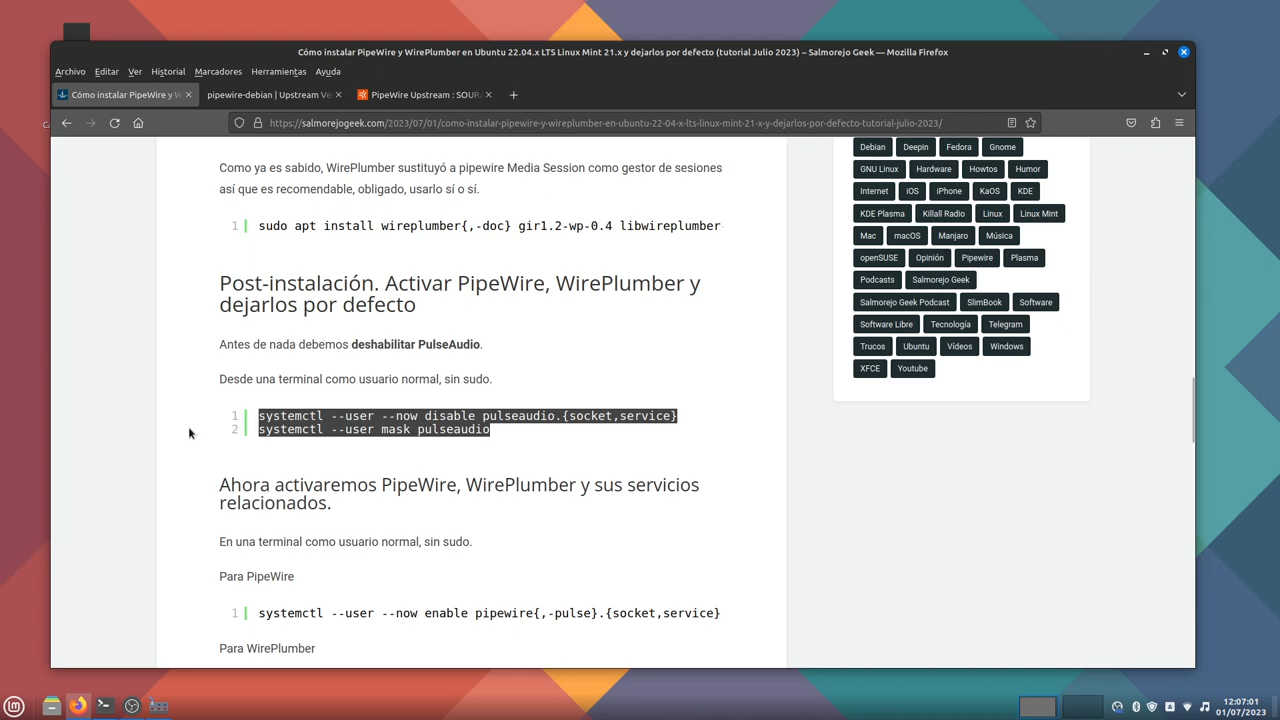 Cómo instalar PipeWire y WirePlumber en Ubuntu 22.04.x LTS Linux Mint 21.x y dejarlos por defecto (tutorial Julio 2023) – Salmorejo Geek — Mozilla Firefox
Archivo Editar Ver Historial Marcadores Herramientas Ayuda
Cómo instalar PipeWire y W
pipewire-debian | Upstream Ve
PipeWire Upstream : SOUR
https://salmorejogeek.com/2023/07/01/como-instalar-pipewire-y-wireplumber-en-ubuntu-22-04-x-lts-linux-mint-21-x-y-dejarlos-por-defecto-tutorial-julio-2023/
Como ya es sabido, WirePlumber sustituyó a pipewire Media Session como gestor de sesiones
así que es recomendable, obligado, usarlo sí o sí.
1 sudo apt install wireplumber{,-doc} gir1.2-wp-0.4 libwireplumber-
Post-instalación. Activar PipeWire, WirePlumber y
dejarlos por defecto
Antes de nada debemos deshabilitar PulseAudio.
Desde una terminal como usuario normal, sin sudo.
1 systemctl --user --now disable pulseaudio.{socket,service}
2 systemctl --user mask pulseaudio
Ahora activaremos PipeWire, WirePlumber y sus servicios
relacionados.
En una terminal como usuario normal, sin sudo.
Para PipeWire
1 systemctl --user --now enable pipewire{,-pulse}.{socket,service}
Para WirePlumber
Debian Deepin Fedora Gnome
GNU Linux Hardware Howtos Humor
Internet iOS iPhone KaOS KDE
KDE Plasma Killall Radio Linux Linux Mint
Mac macOS Manjaro Música
openSUSE Opinión Pipewire Plasma
Podcasts Salmorejo Geek
Salmorejo Geek Podcast SlimBook Software
Software Libre Tecnología Telegram
Trucos Ubuntu Vídeos Windows
XFCE Youtube
12:07:01
01/07/2023